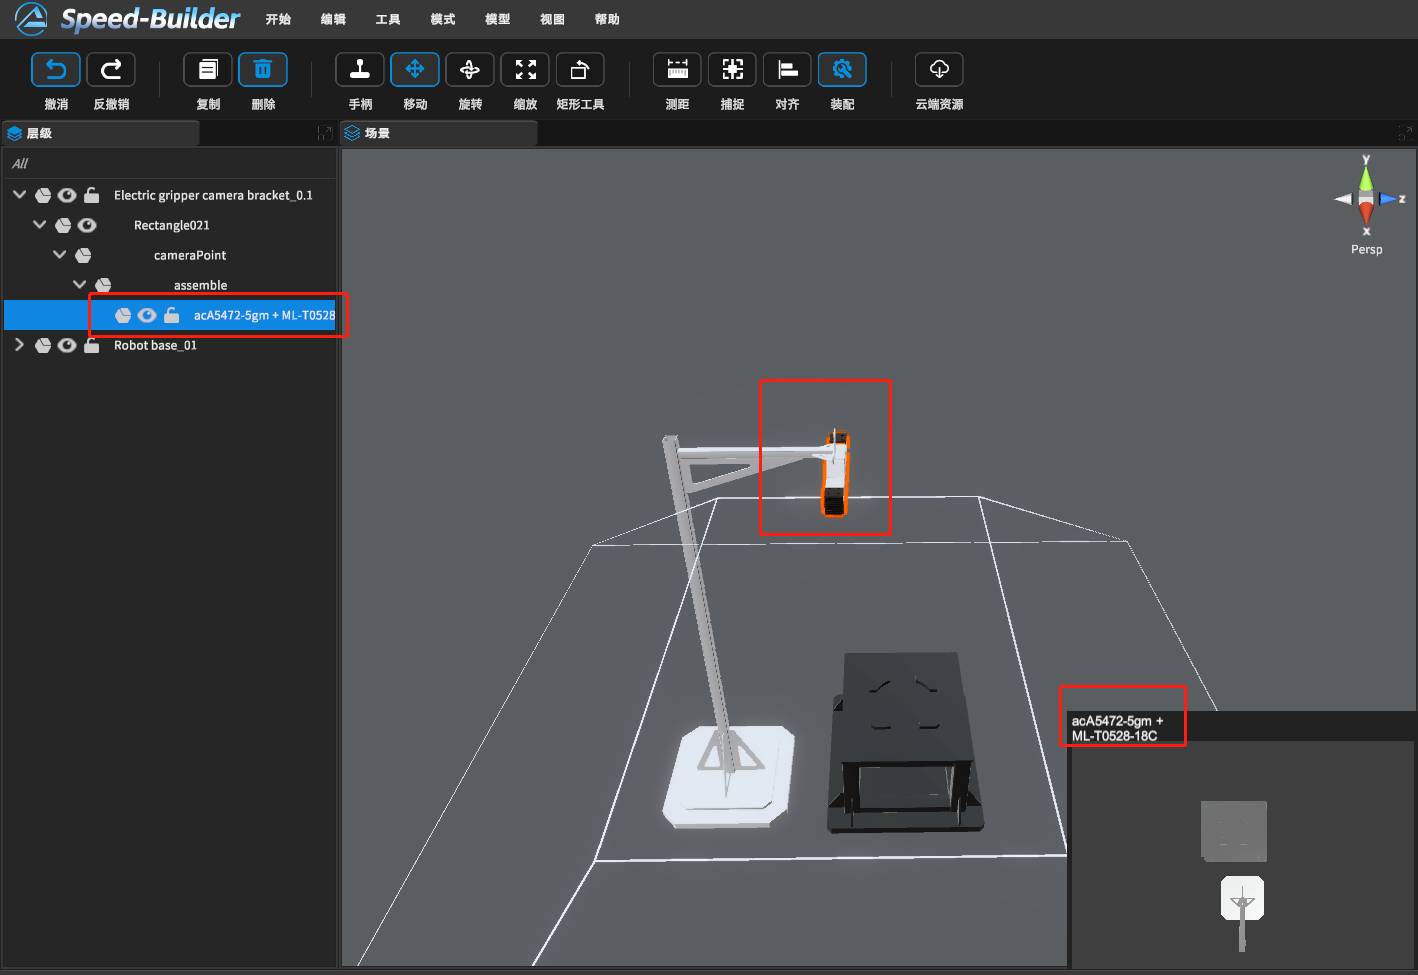 Speed-Builder
开始 编辑 工具 模式 模型 视图 帮助
撤消 反撤销 复制 删除 手柄 移动 旋转 缩放 矩形工具 测距 捕捉 对齐 装配 云端资源
层级
场景
All
Electric gripper camera bracket_0.1
Rectangle021
cameraPoint
assemble
acA5472-5gm + ML-T0528
Robot base_01
y
z
x
Persp
acA5472-5gm +
ML-T0528-18C